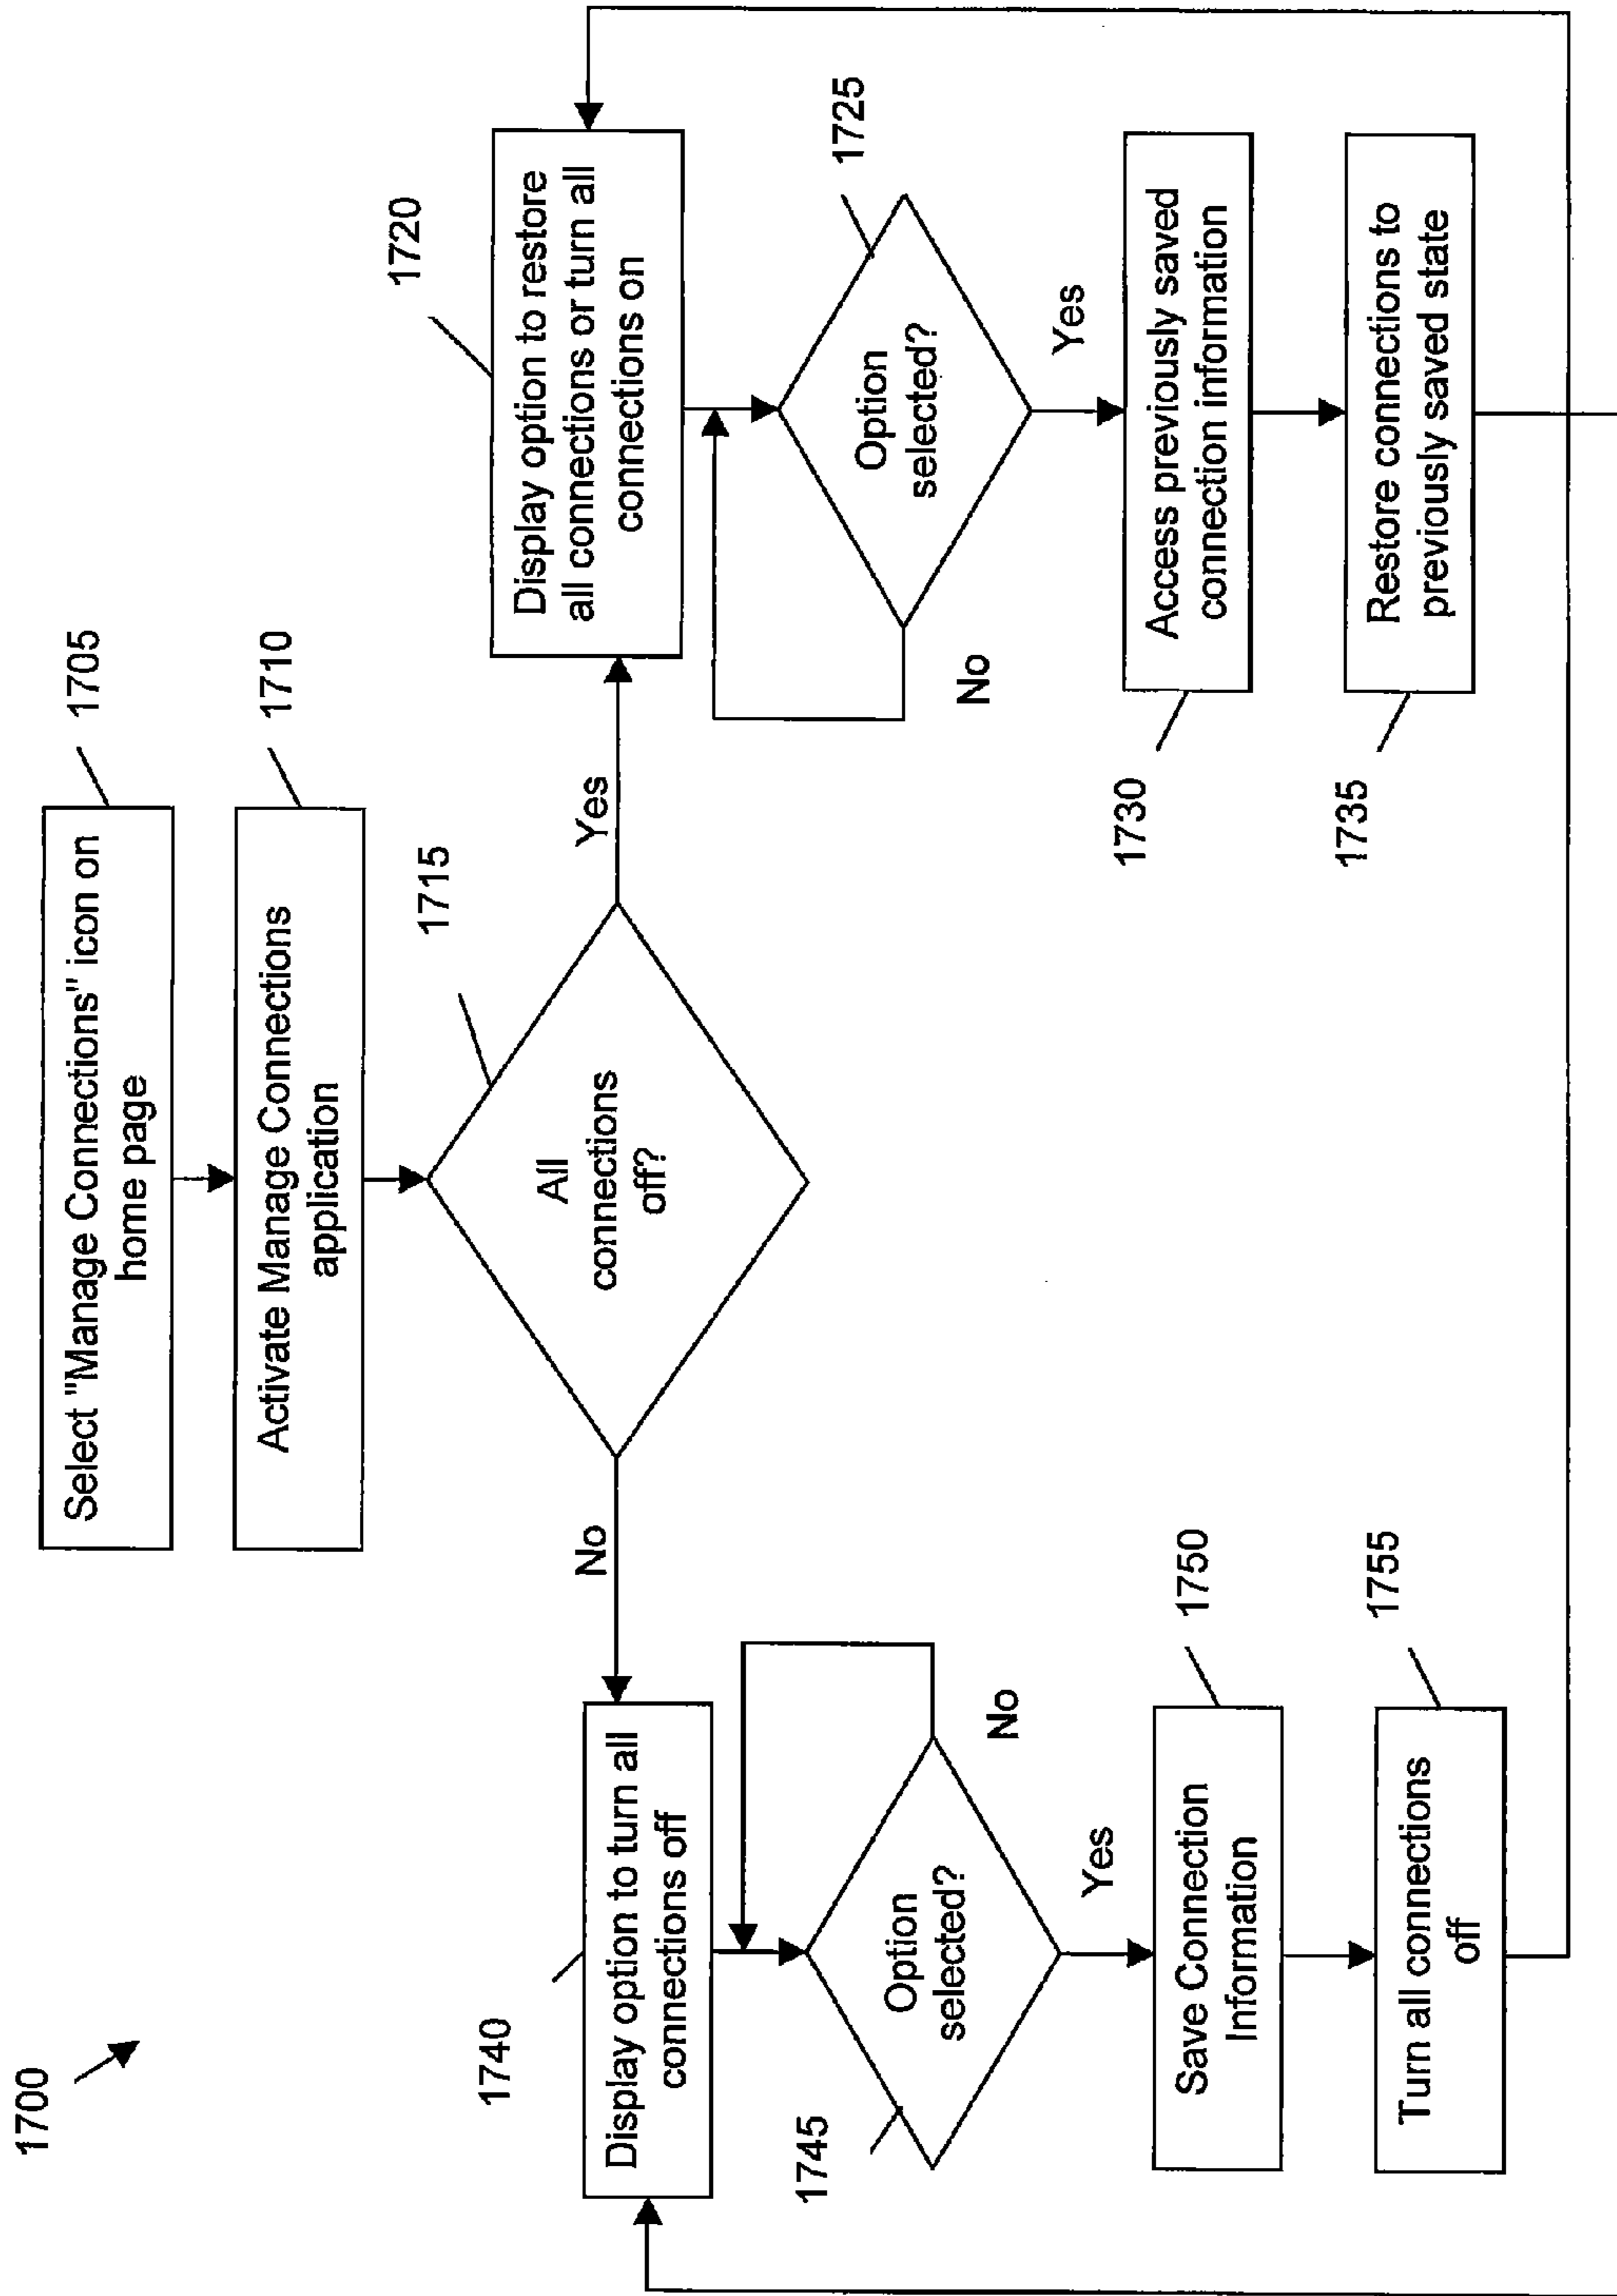 1700
Select "Manage Connections" icon on
home page
1705
Activate Manage Connections
application
1710
All
connections
off?
1715
Yes
No
Display option to restore
all connections or turn all
connections on
1720
Option
selected?
1725
No
Yes
Access previously saved
connection information
1730
Restore connections to
previously saved state
1735
Display option to turn all
connections off
1740
Option
selected?
1745
No
Yes
Save Connection
Information
1750
Turn all connections
off
1755